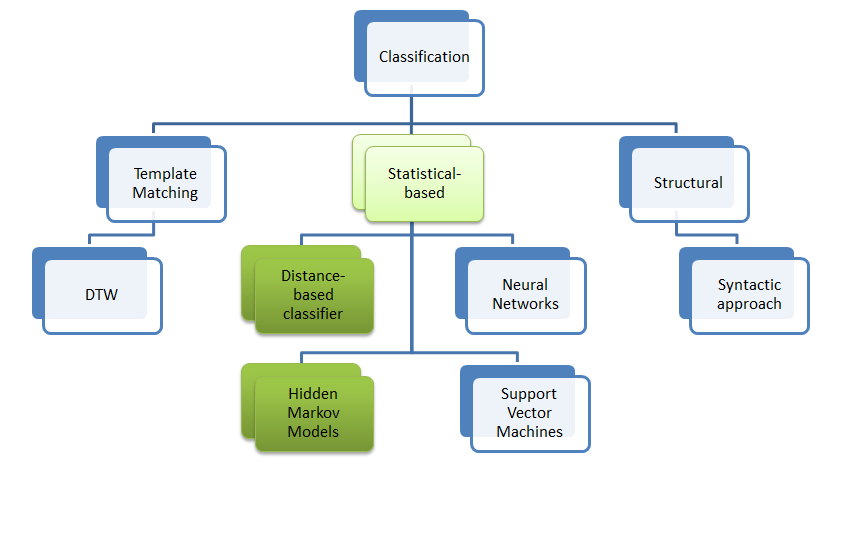 Classification
Template
Matching
Statistical-
based
Structural
DTW
Distance-
based
classifier
Neural
Networks
Syntactic
approach
Hidden
Markov
Models
Support
Vector
Machines